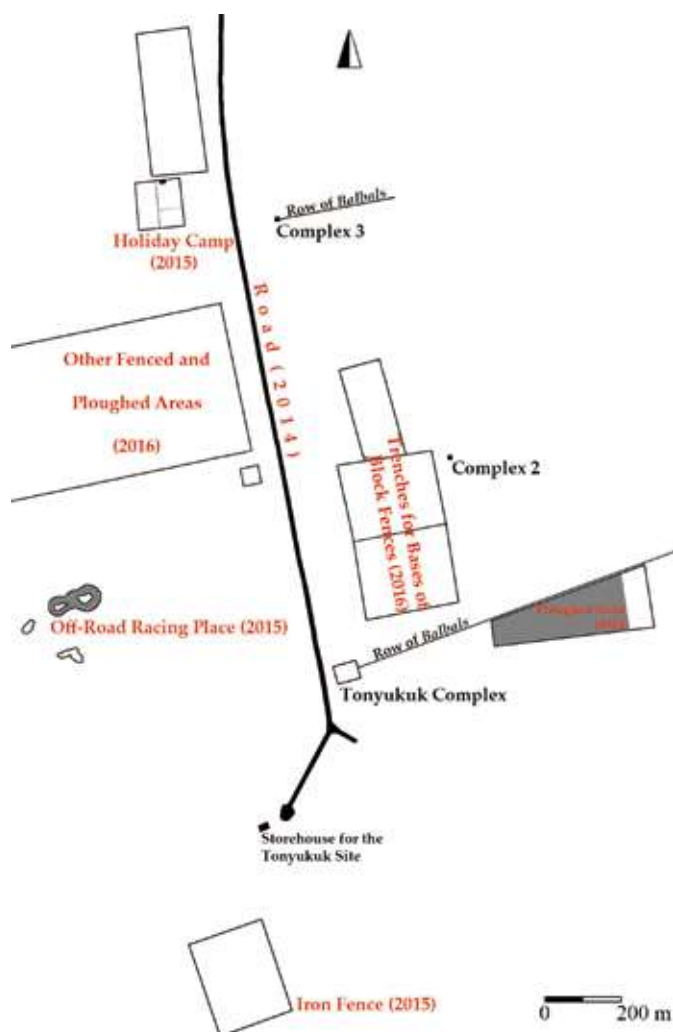 Row of Balbals
Complex 3
Holiday Camp
(2015)
Road (2014)
Other Fenced and
Ploughed Areas
(2016)
Complex 2
Trenches for Bases of
Block Fences (2016)
Off-Road Racing Place (2015)
Row of Balbals
Tonyukuk Complex
Storehouse for the
Tonyukuk Site
Iron Fence (2015)
0 200 m